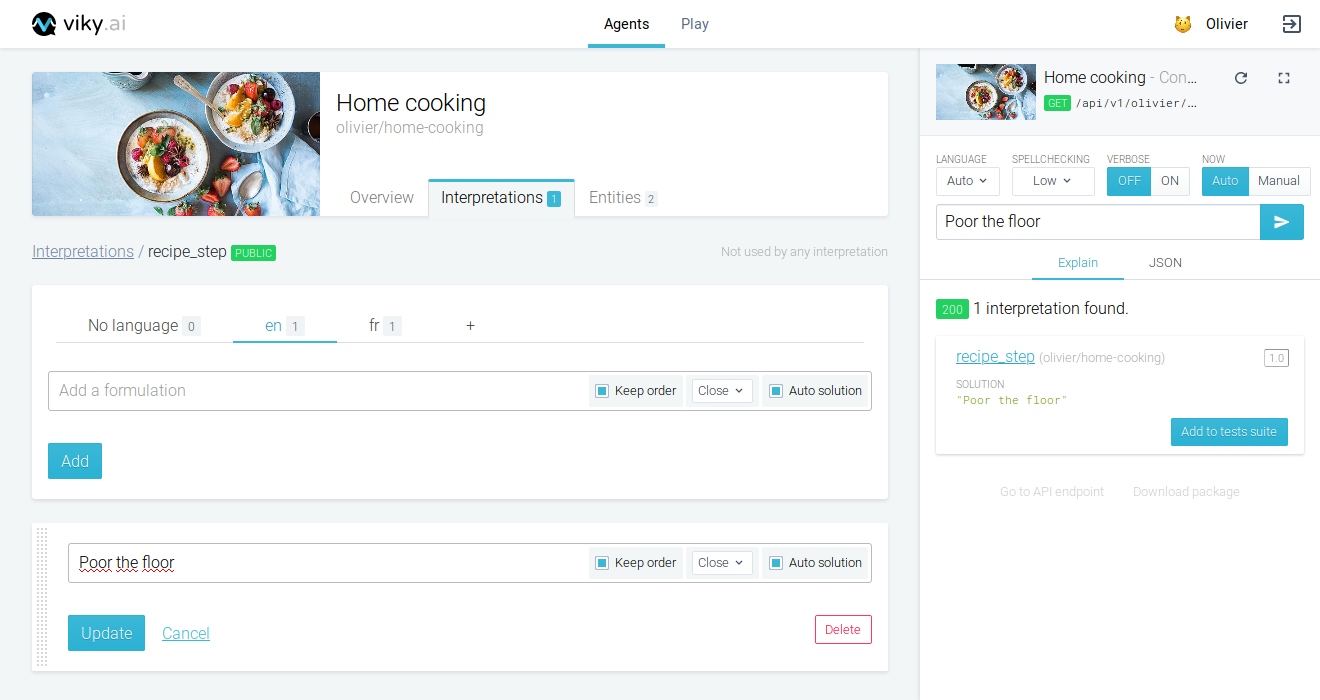 viky.ai
Agents Play
Olivier
Home cooking
olivier/home-cooking
Overview Interpretations 1 Entities 2
Interpretations / recipe_step PUBLIC
Not used by any interpretation
No language 0 en 1 fr 1 +
Add a formulation Keep order Close Auto solution
Add
Poor the floor Keep order Close Auto solution
Update Cancel Delete
Home cooking - Con...
GET /api/v1/olivier/...
LANGUAGE SPELLCHECKING VERBOSE NOW
Auto Low OFF ON Auto Manual
Poor the floor
Explain JSON
200 1 interpretation found.
recipe_step (olivier/home-cooking) 1.0
SOLUTION
"Poor the floor"
Add to tests suite
Go to API endpoint Download package